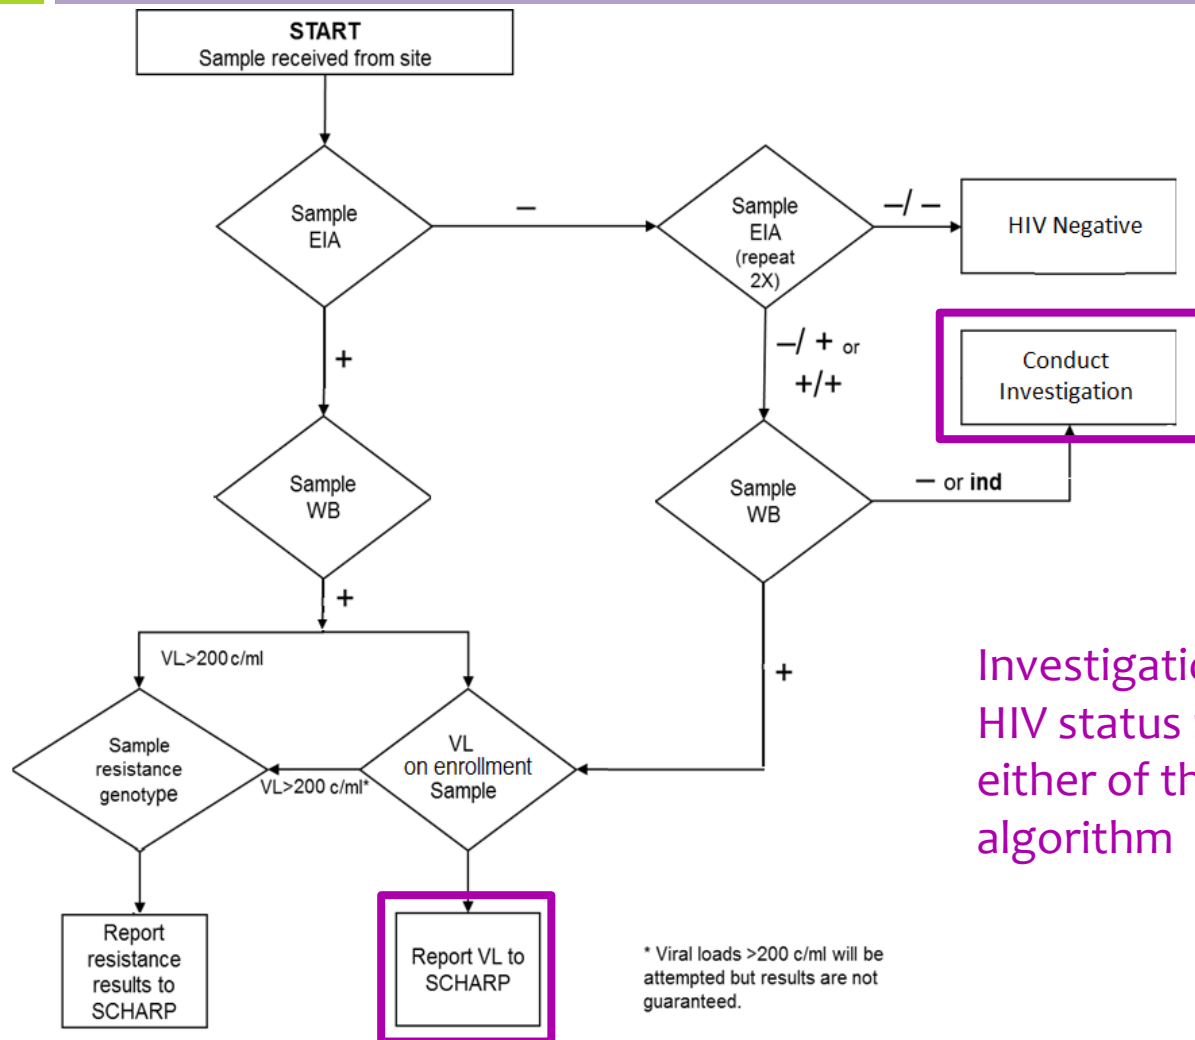 START
Sample received from site
Sample
EIA
–
Sample
EIA
(repeat
2X)
–/ –
HIV Negative
+
–/ + or
+/+
Conduct
Investigation
Sample
WB
Sample
WB
– or ind
+
+
VL>200c/ml
Sample
resistance
genotype
VL>200 c/ml*
VL
on enrollment
Sample
Report
resistance
results to
SCHARP
Report VL to
SCHARP
* Viral loads >200 c/ml will be
attempted but results are not
guaranteed.
HIV status
either of
algorithm